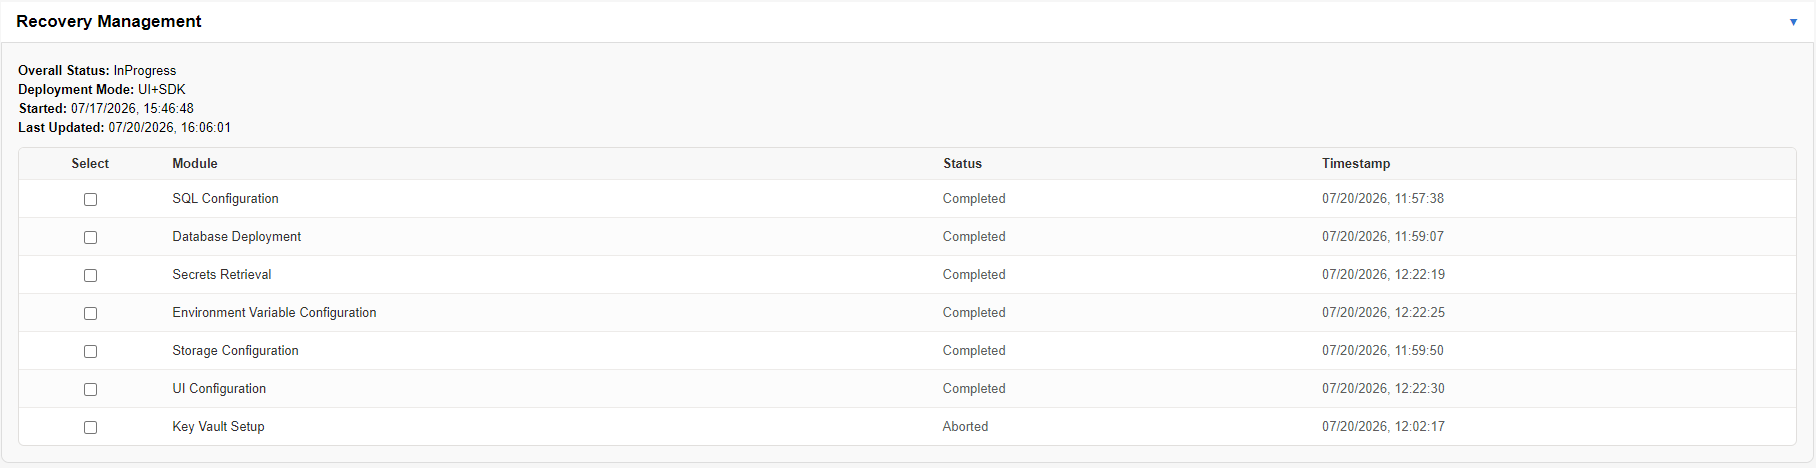 Recovery Management
Overall Status: InProgress
Deployment Mode: UI+SDK
Started: 07/17/2026, 15:46:48
Last Updated: 07/20/2026, 16:06:01
Select Module Status Timestamp
SQL Configuration Completed 07/20/2026, 11:57:38
Database Deployment Completed 07/20/2026, 11:59:07
Secrets Retrieval Completed 07/20/2026, 12:22:19
Environment Variable Configuration Completed 07/20/2026, 12:22:25
Storage Configuration Completed 07/20/2026, 11:59:50
UI Configuration Completed 07/20/2026, 12:22:30
Key Vault Setup Aborted 07/20/2026, 12:02:17